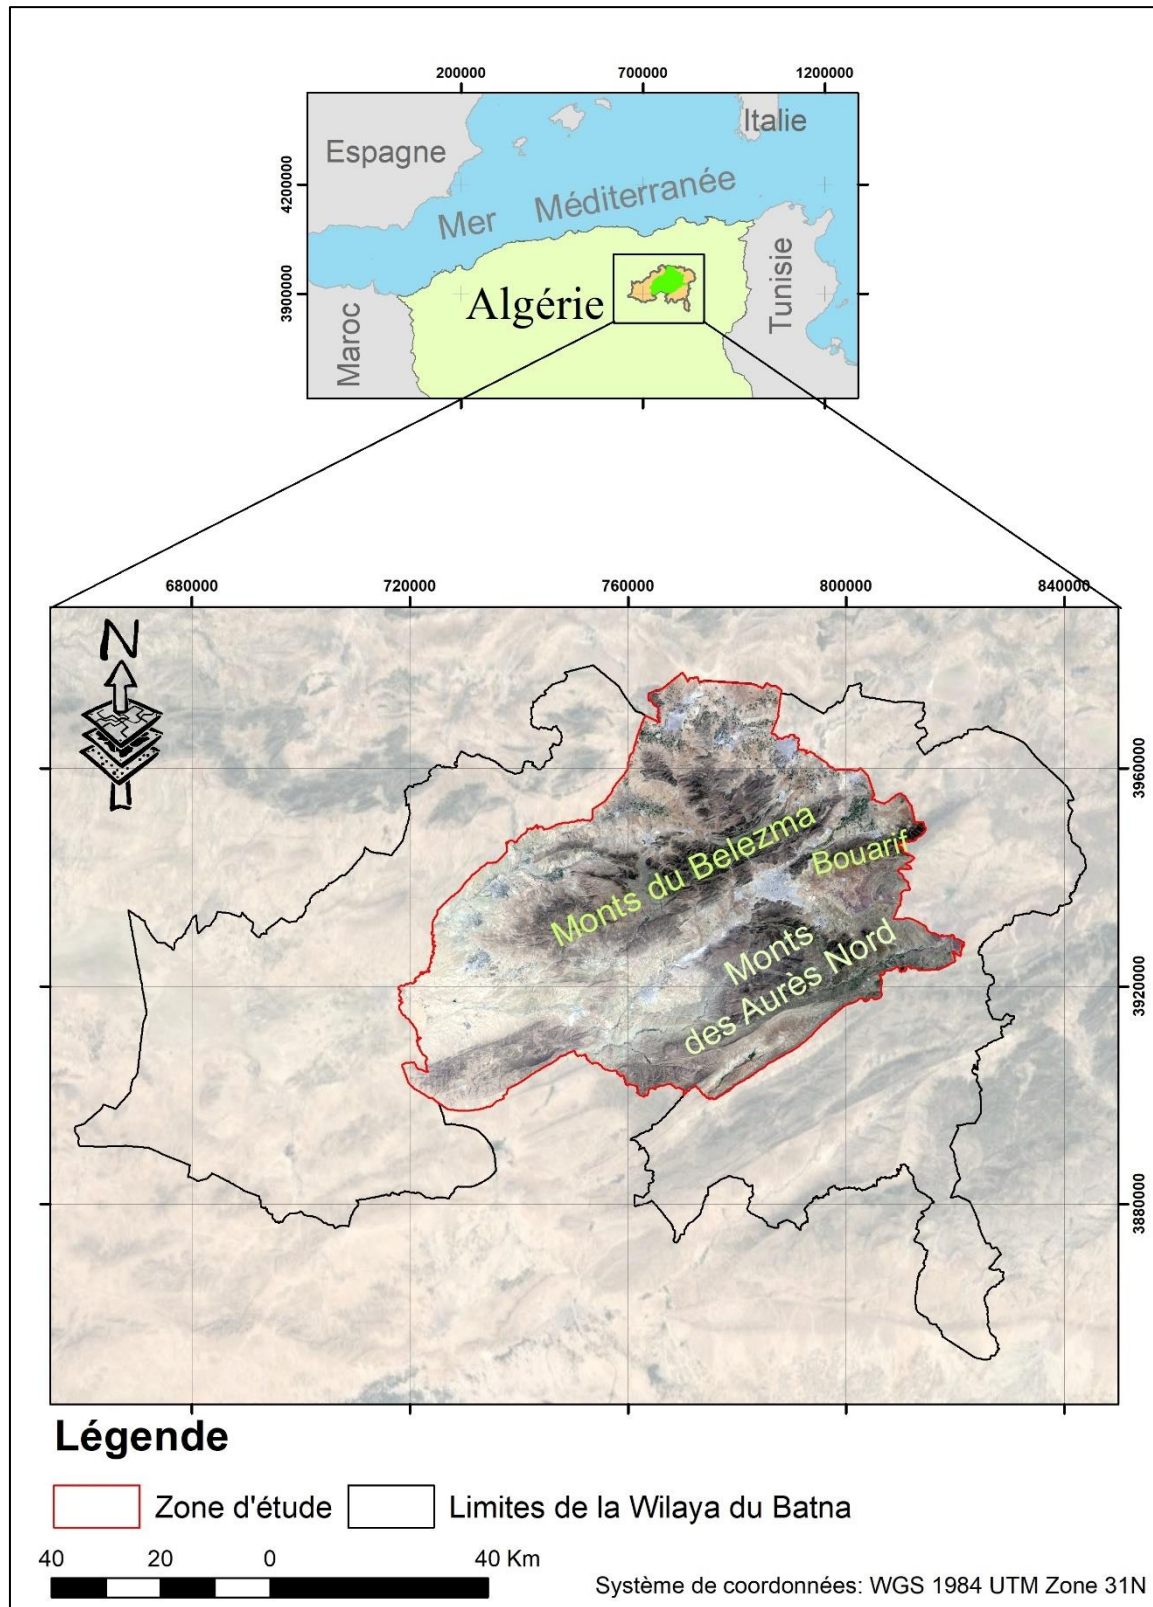 200000 700000 1200000
Espagne
Italie
4200000
Mer Méditerranée
3900000
Algérie
Maroc
Tunisie
680000 720000 760000 800000 840000
N
3960000
Monts du Belezma
Bouarif
Monts
des Aurès Nord
3920000
3880000
Légende
Zone d'étude
Limites de la Wilaya du Batna
40 20 0 40 Km
Système de coordonnées: WGS 1984 UTM Zone 31N